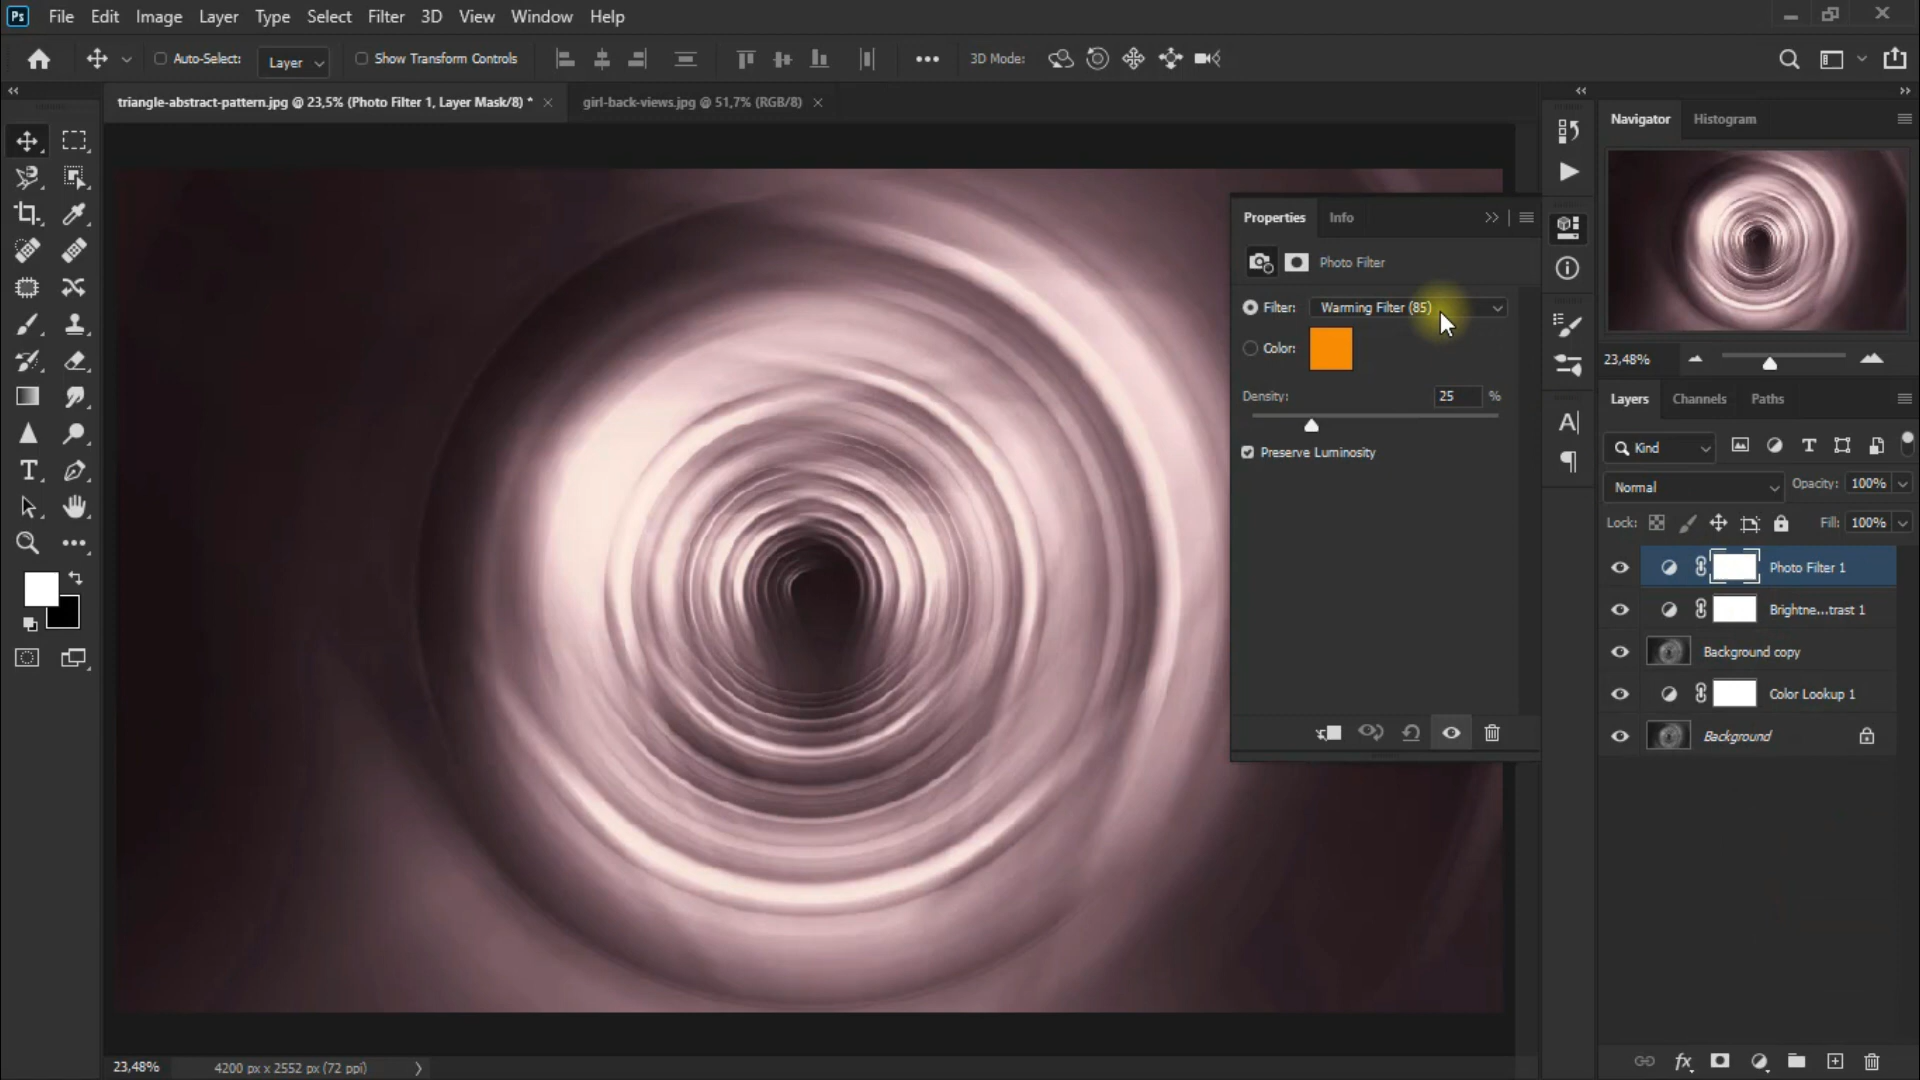 Ps File Edit Image Layer Type Select Filter 3D View Window Help
Auto-Select: Layer Show Transform Controls 3D Mode:
triangle-abstract-pattern.jpg @ 23,5% (Photo Filter 1, Layer Mask/8) * girl-back-views.jpg @ 51,7% (RGB/8)
Navigator Histogram
Properties Info
Photo Filter
Filter: Warming Filter (85)
Color:
Density: 25 %
Preserve Luminosity
23,48%
Layers Channels Paths
Kind
Normal Opacity: 100%
Lock: Fill: 100%
Photo Filter 1
Brightne...trast 1
Background copy
Color Lookup 1
Background
23,48% 4200 px x 2552 px (72 ppi)